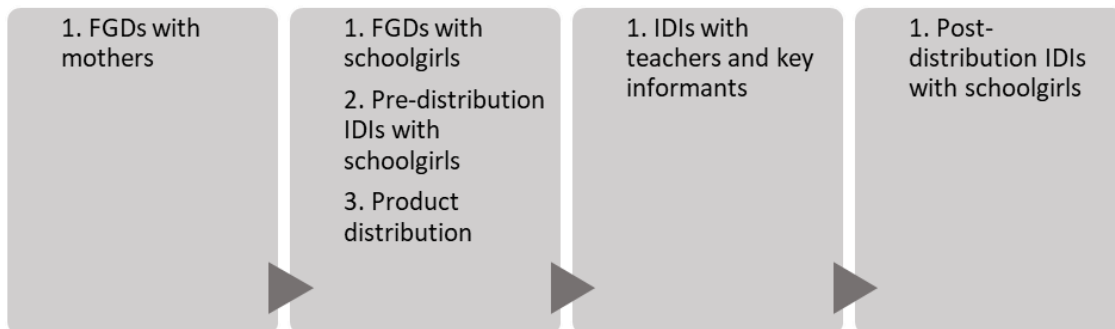 1. FGDs with
mothers
1. FGDs with
schoolgirls
2. Pre-distribution
IDIs with
schoolgirls
3. Product
distribution
1. IDIs with
teachers and key
informants
1. Post-
distribution IDIs
with schoolgirls